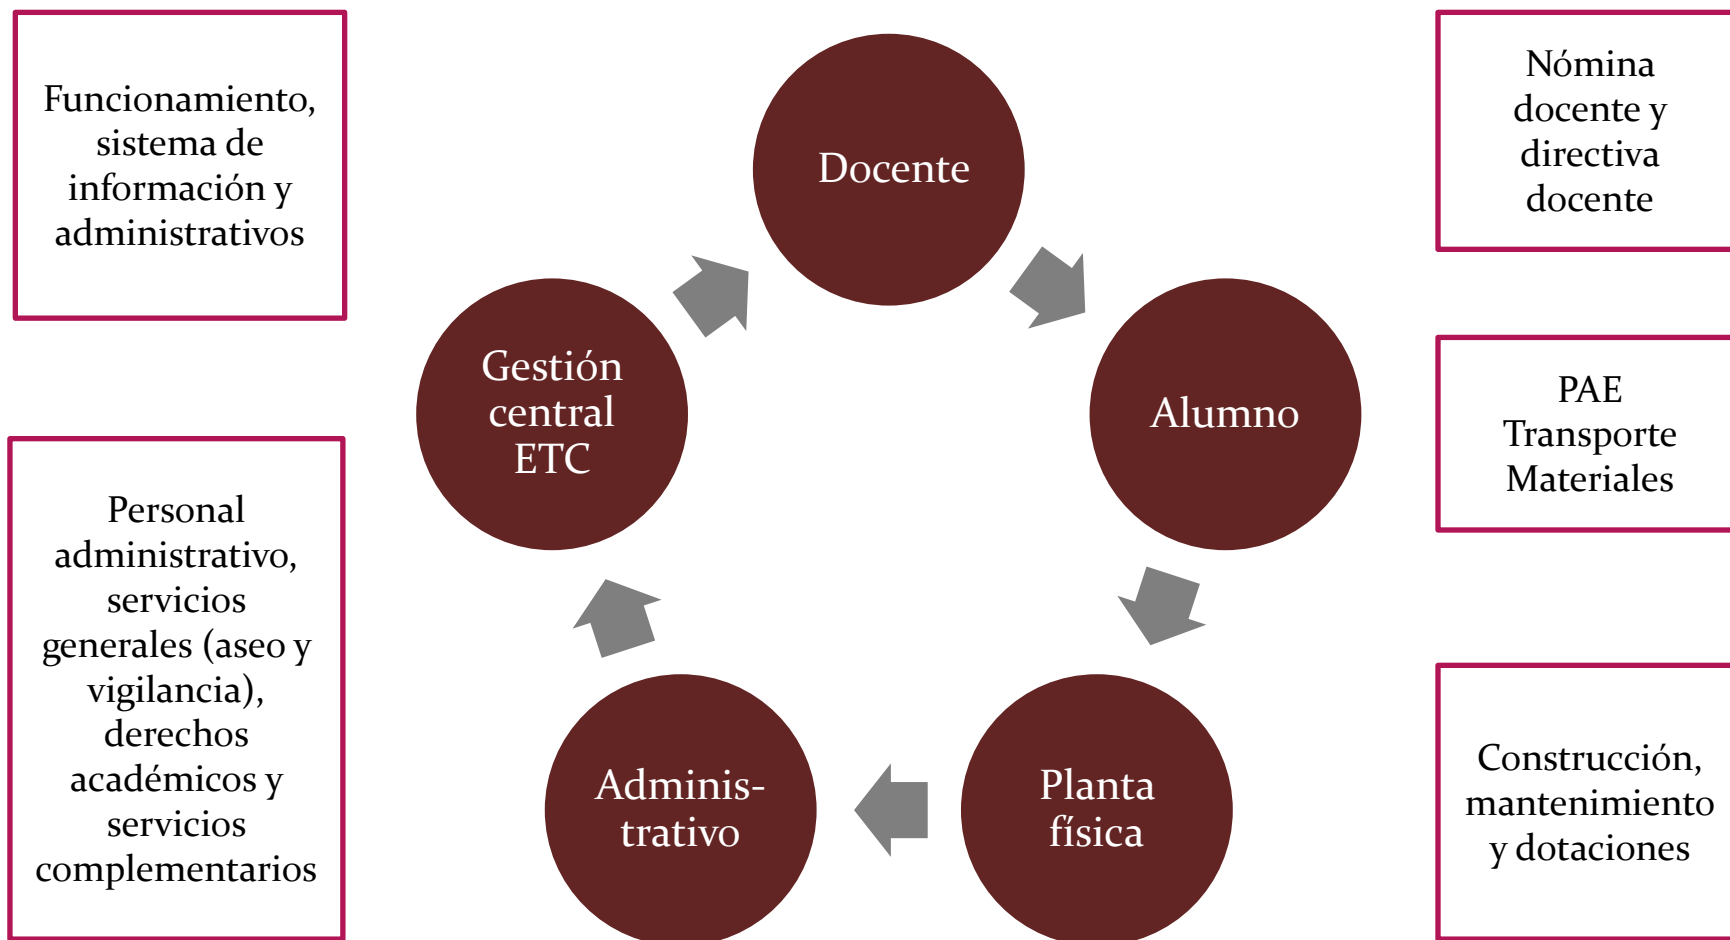 Funcionamiento,
sistema de
información y
administrativos
Docente
Nómina
docente y
directiva
docente
Gestión
central
ETC
Alumno
PAE
Transporte
Materiales
Personal
administrativo,
servicios
generales (aseo y
vigilancia),
derechos
académicos y
servicios
complementarios
Adminis-
trativo
Planta
física
Construcción,
mantenimiento
y dotaciones